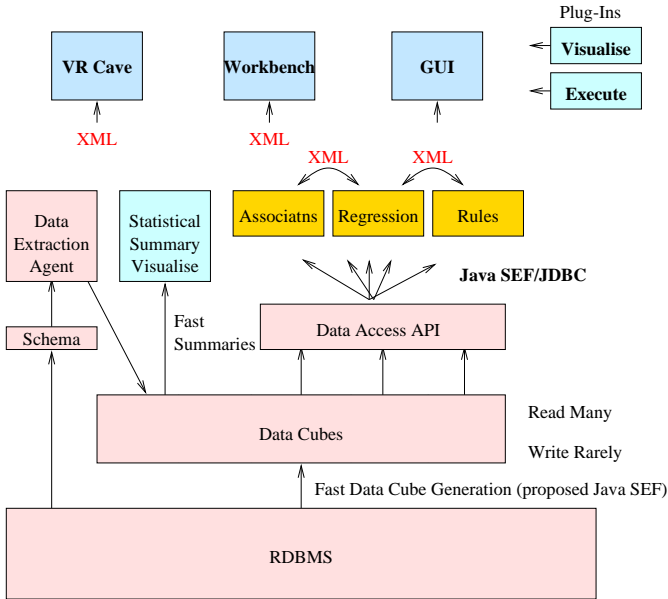 Plug-Ins
VR Cave
Workbench
GUI
Visualise
Execute
XML
XML
XML
XML
Data
Extraction
Agent
Statistical
Summary
Visualise
Associatns
Regression
Rules
Java SEF/JDBC
Fast
Summaries
Schema
Data Access API
Data Cubes
Read Many
Write Rarely
Fast Data Cube Generation (proposed Java SEF)
RDBMS